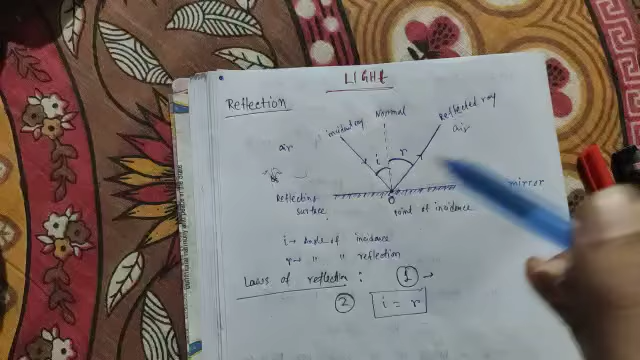 LIGHT
Reflection
incident ray
Normal
Reflected ray
air
air
i
r
Reflecting
surface
O
mirror
point of incidence
i → Angle of incidence
r → " " reflection
Laws of reflection : ① →
② i = r